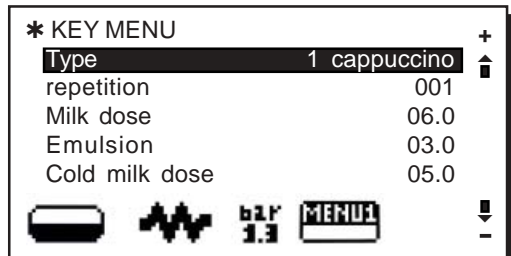 ✱ KEY MENU
+
Type 1 cappuccino
repetition 001
Milk dose 06.0
Emulsion 03.0
Cold milk dose 05.0
bar
1.1 MENU1
-